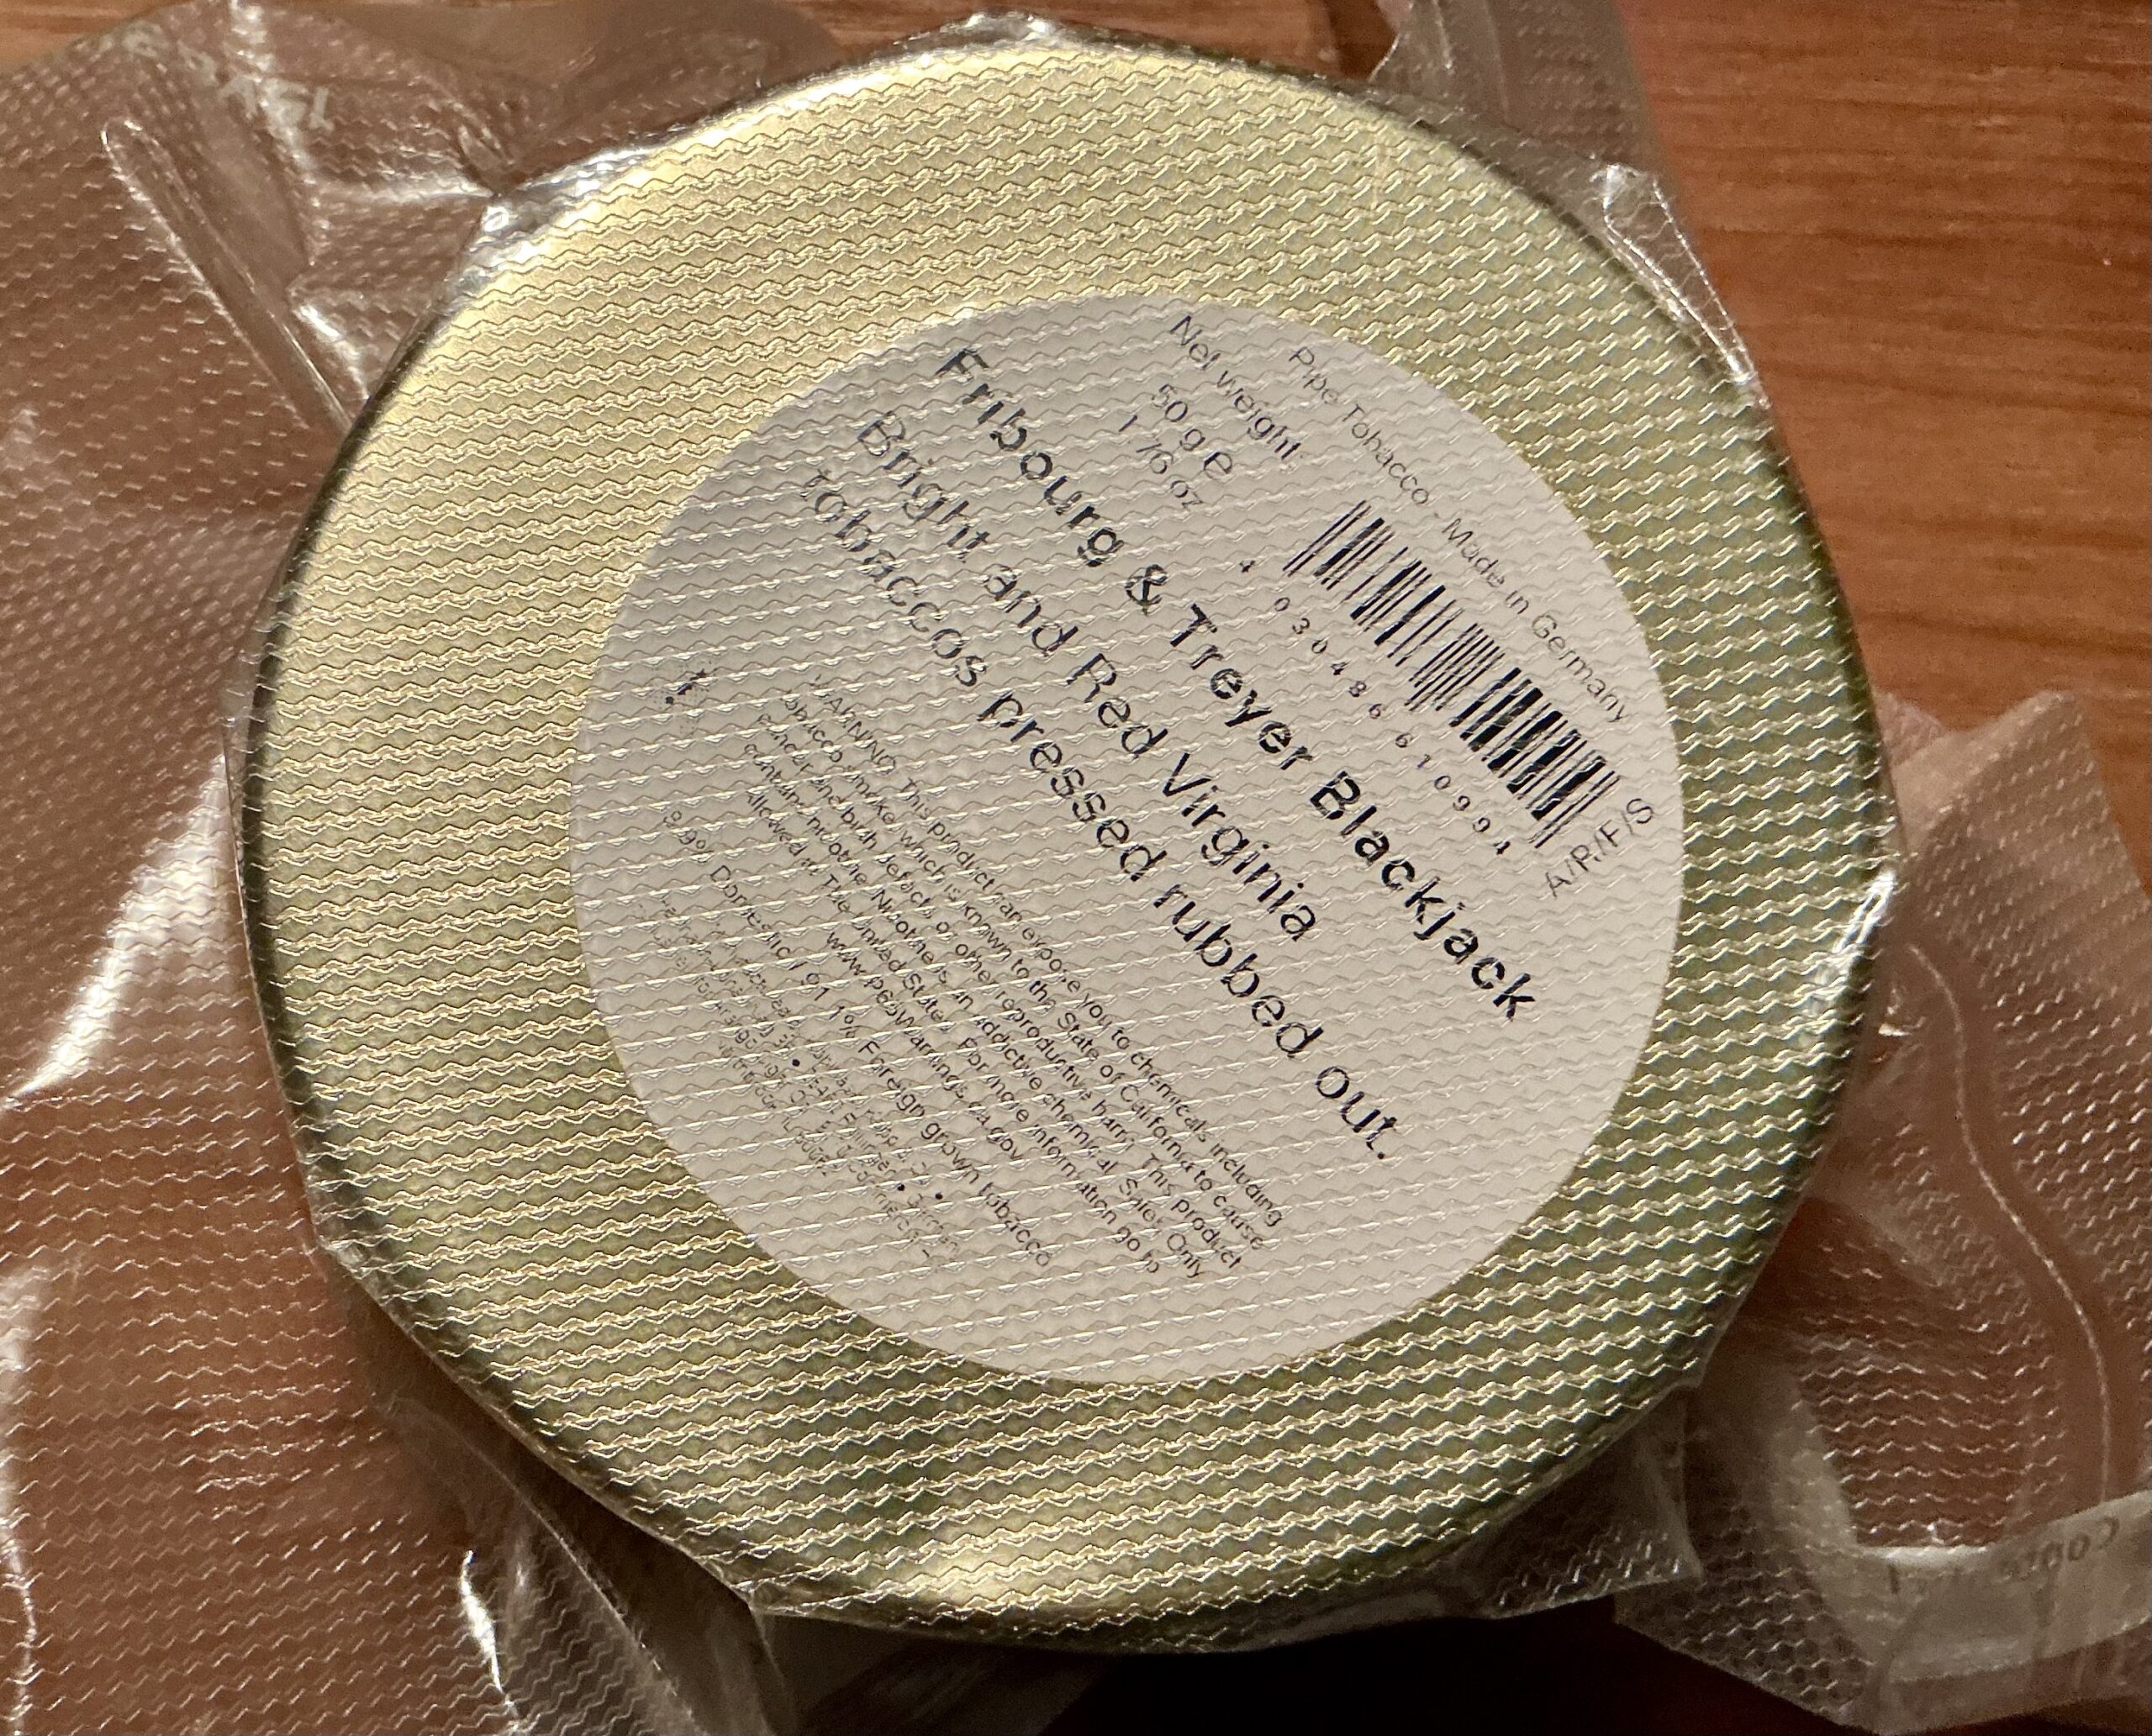 Pipe Tobacco - Made in Germany
Net weight:
50 g e
1.76 oz
4 030486 610994
A/P/F/S
Fribourg & Treyer Blackjack
Bright and Red Virginia
tobaccos pressed rubbed out.
WARNING: This product can expose you to chemicals including
tobacco smoke, which is known to the State of California to cause
cancer and birth defects or other reproductive harm. This product
contains nicotine. Nicotine is an addictive chemical. Sales Only
Allowed in The United States. For more information go to
www.P65Warnings.ca.gov
Domestic / 91.1% Foreign grown tobacco